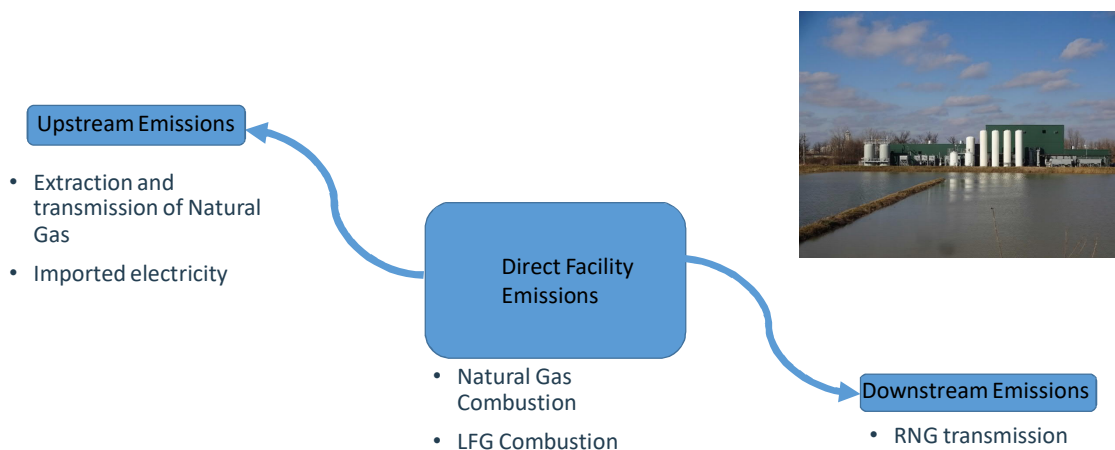 Upstream Emissions
• Extraction and
transmission of Natural
Gas
• Imported electricity
Direct Facility
Emissions
• Natural Gas
Combustion
• LFG Combustion
Downstream Emissions
• RNG transmission